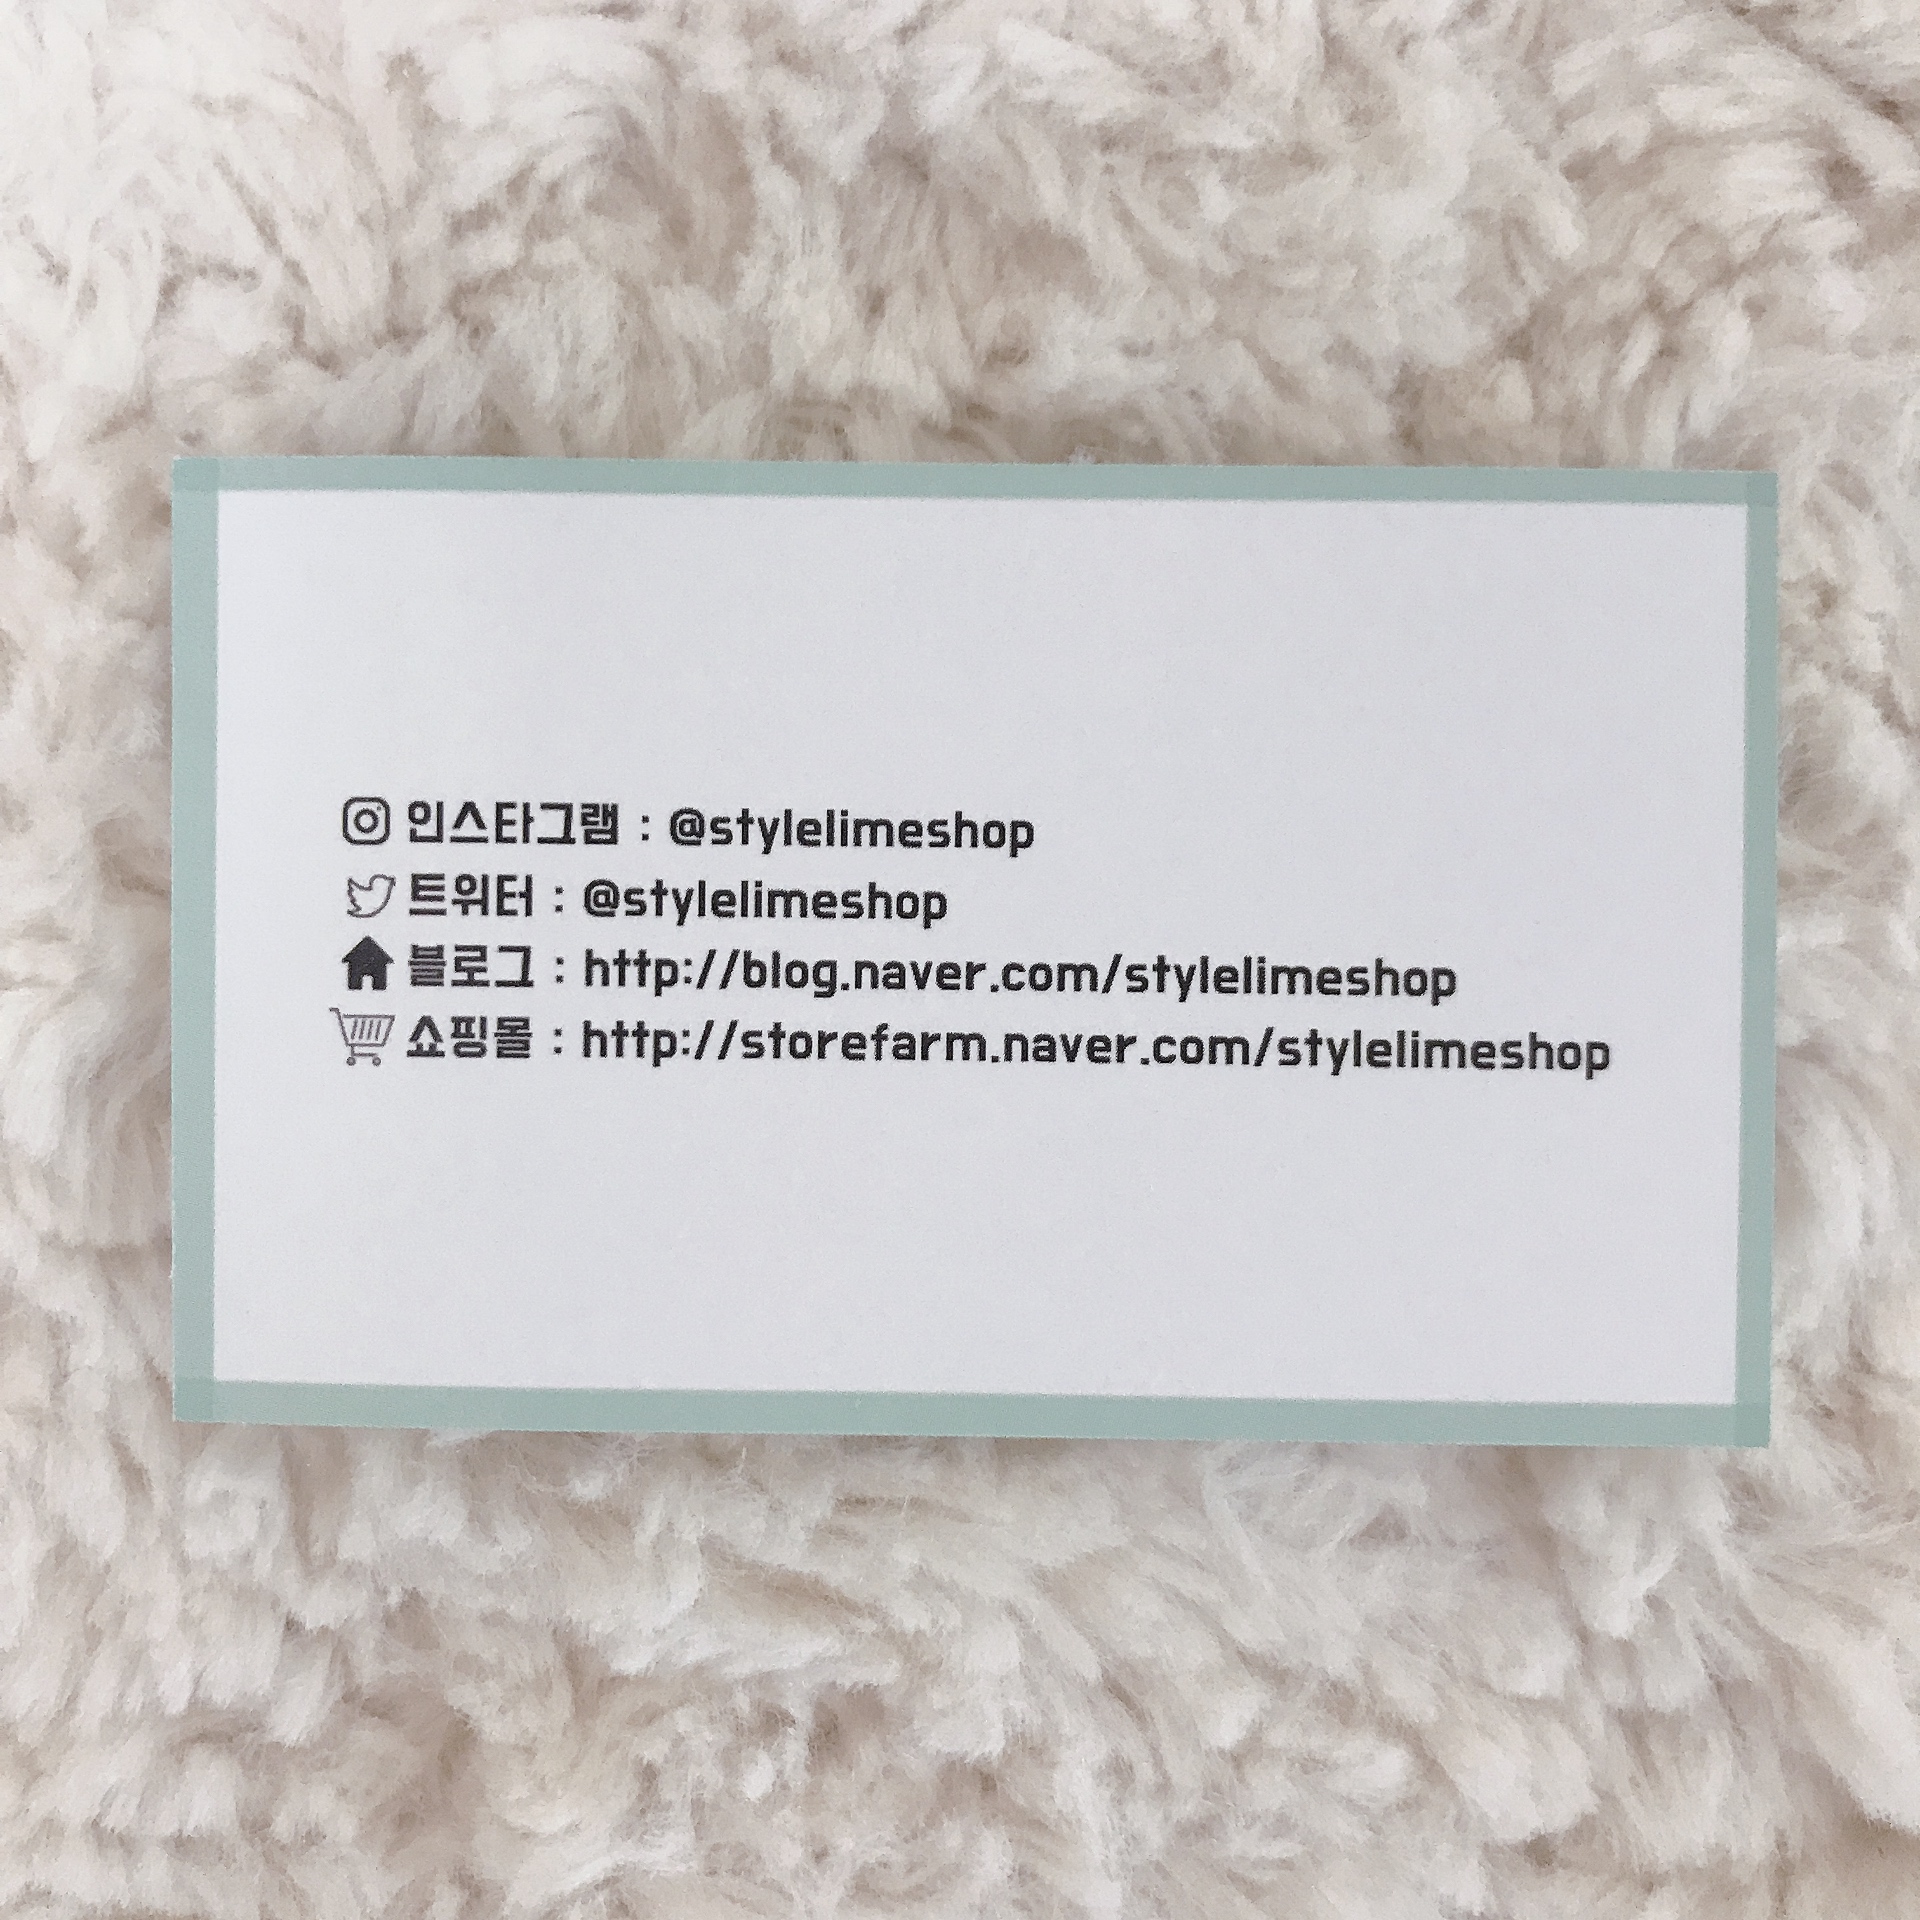 인스타그램 : @stylelimeshop
트위터 : @stylelimeshop
블로그 : http://blog.naver.com/stylelimeshop
쇼핑몰 : http://storefarm.naver.com/stylelimeshop